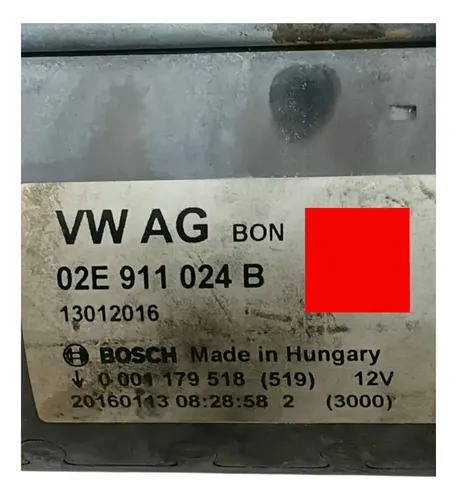 VW AG BON
02E 911 024 B
13012016
BOSCH Made in Hungary
↓ 0 001 179 518 (519) 12V
20160113 08:28:58 2 (3000)